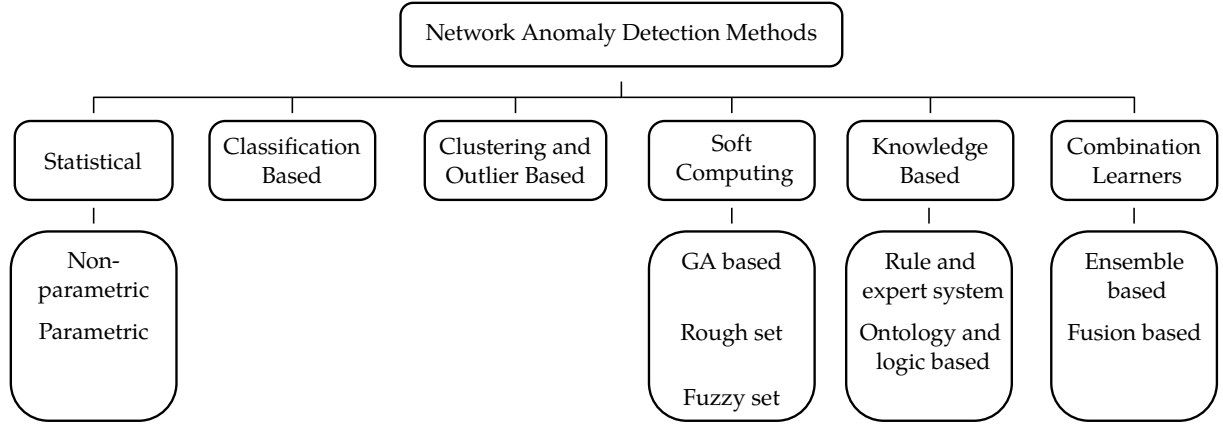 Network Anomaly Detection Methods
Statistical
Classification
Based
Clustering and
Outlier Based
Soft
Computing
Knowledge
Based
Combination
Learners
Non-
parametric
Parametric
GA based
Rough set
Fuzzy set
Rule and
expert system
Ontology and
logic based
Ensemble
based
Fusion based